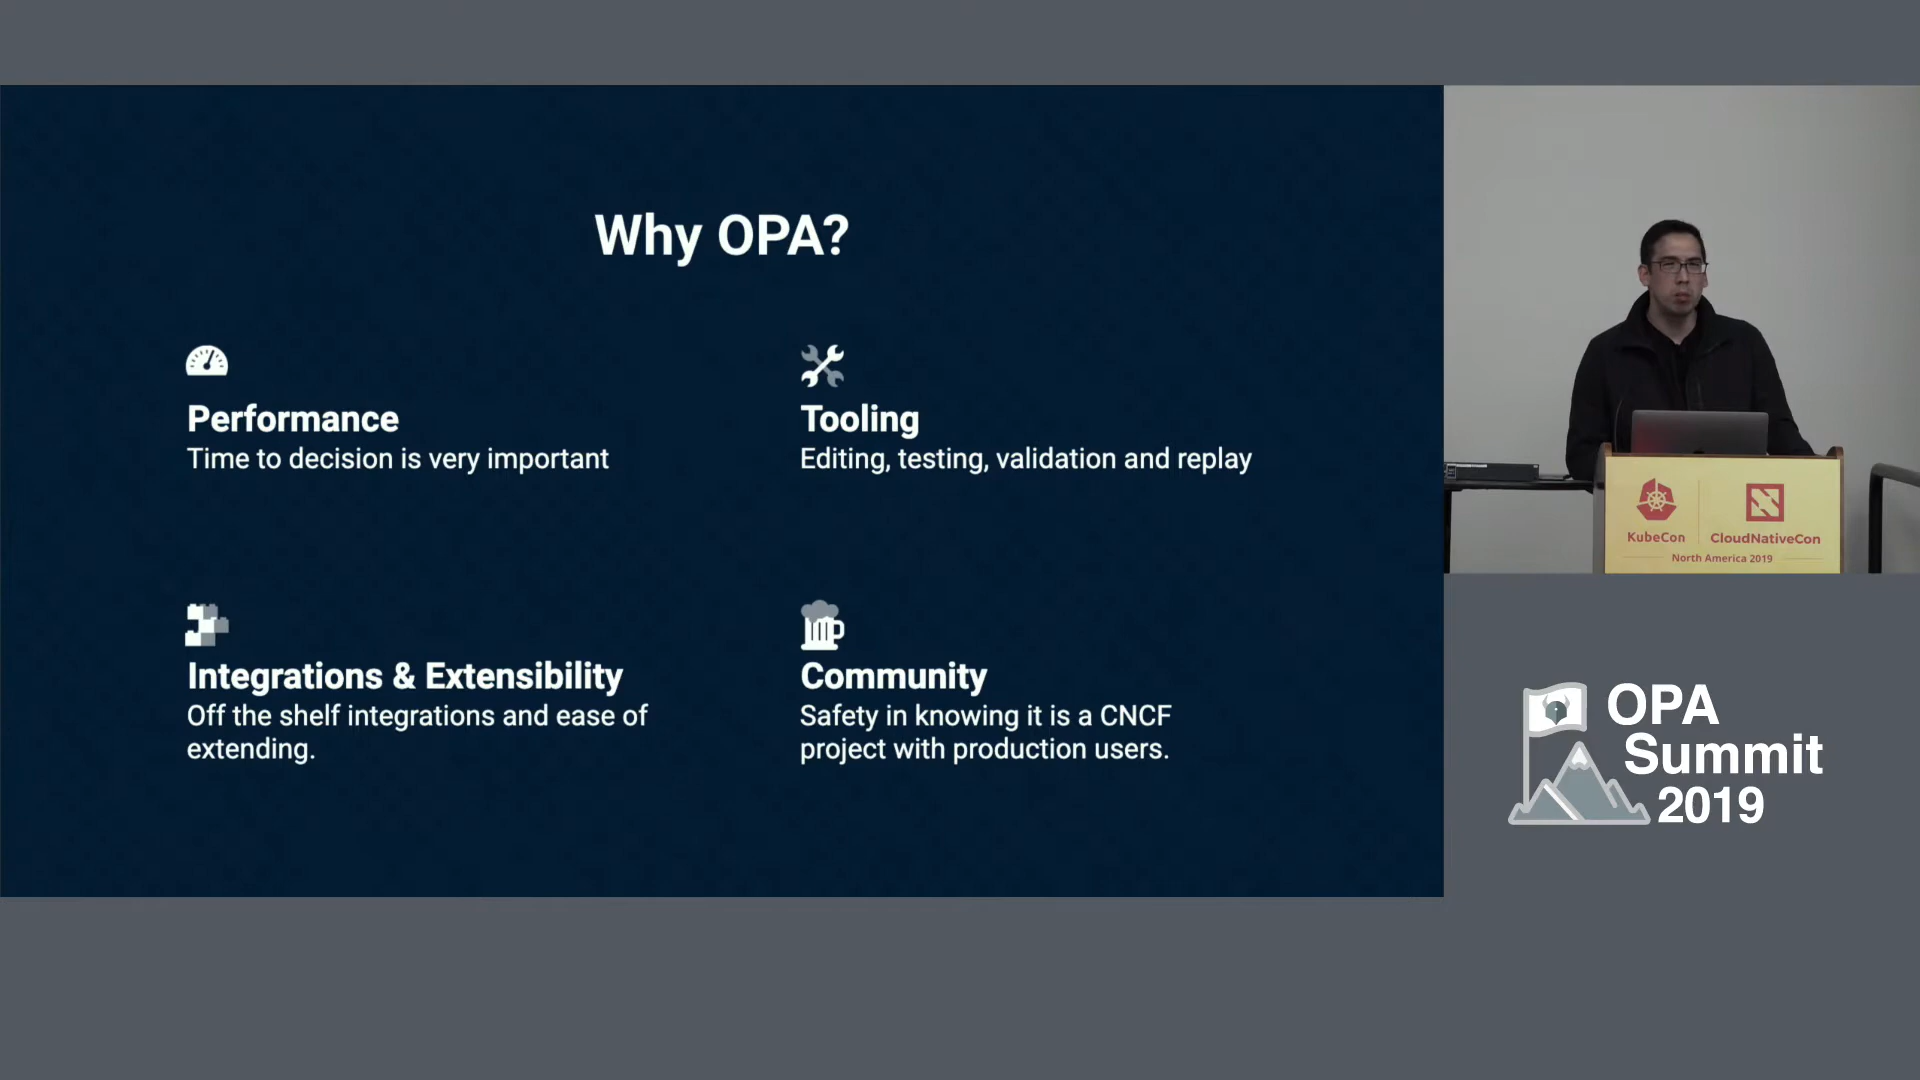 Why OPA?
Performance
Time to decision is very important
Tooling
Editing, testing, validation and replay
Integrations & Extensibility
Off the shelf integrations and ease of
extending.
Community
Safety in knowing it is a CNCF
project with production users.
KubeCon
CloudNativeCon
North America 2019
OPA
Summit
2019